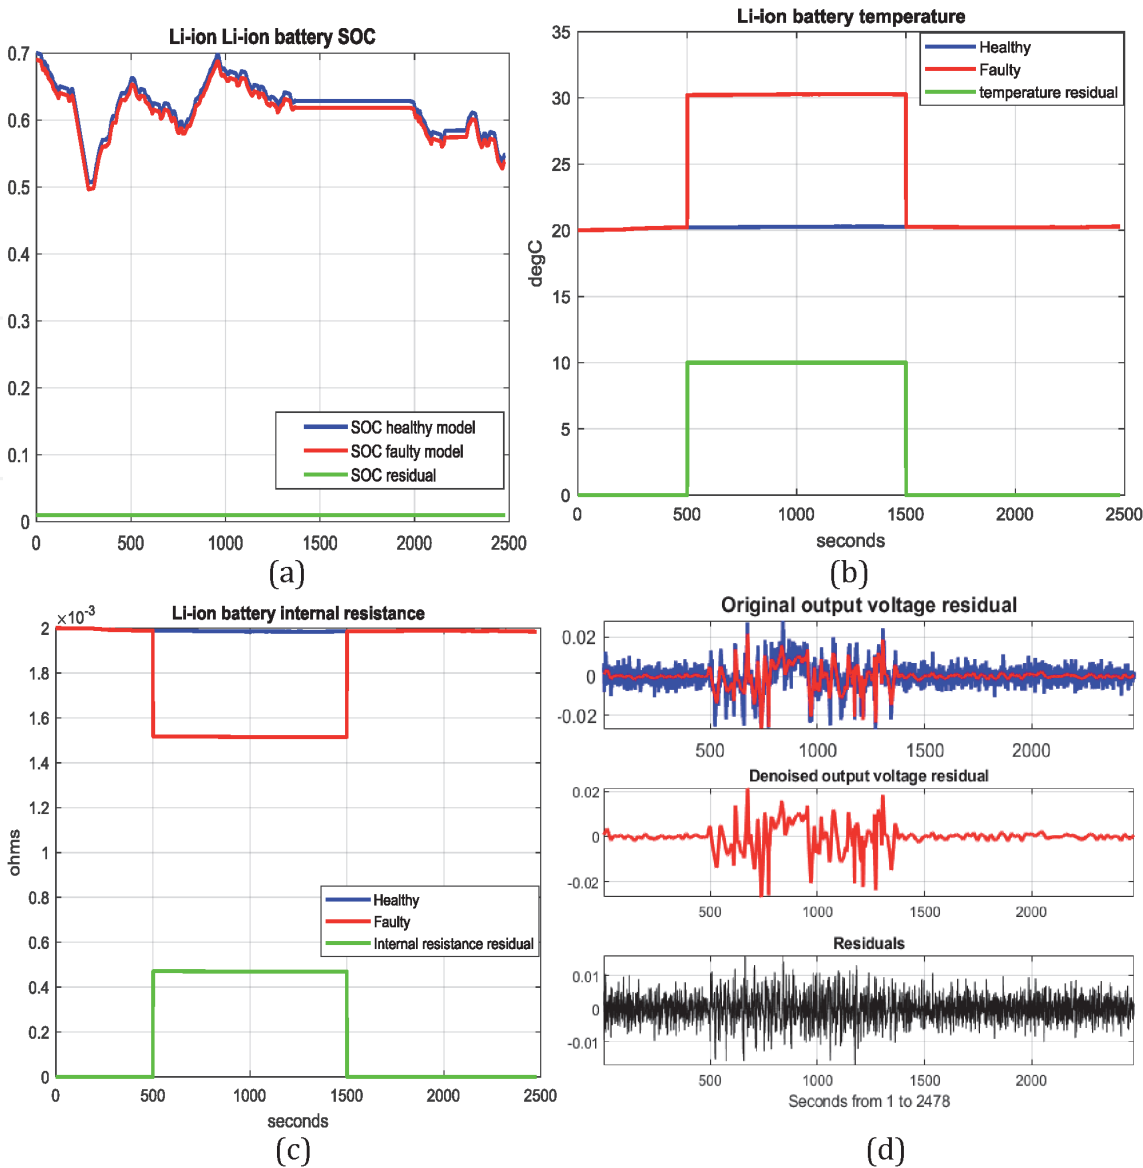 Li-ion Li-ion battery SOC
0.7
0.6
0.5
0.4
0.3
0.2
0.1
0
SOC healthy model
SOC faulty model
SOC residual
0 500 1000 1500 2000 2500
(a)
Li-ion battery temperature
35
30
25
20
15
10
5
0
degC
Healthy
Faulty
temperature residual
0 500 1000 1500 2000 2500
seconds
(b)
×10-3
Li-ion battery internal resistance
2
1.8
1.6
1.4
1.2
1
0.8
0.6
0.4
0.2
0
ohms
Healthy
Faulty
Internal resistance residual
0 500 1000 1500 2000 2500
seconds
(c)
Original output voltage residual
0.02
0
-0.02
500 1000 1500 2000
Denoised output voltage residual
0.02
0
-0.02
500 1000 1500 2000
Residuals
0.01
0
-0.01
500 1000 1500 2000
Seconds from 1 to 2478
(d)